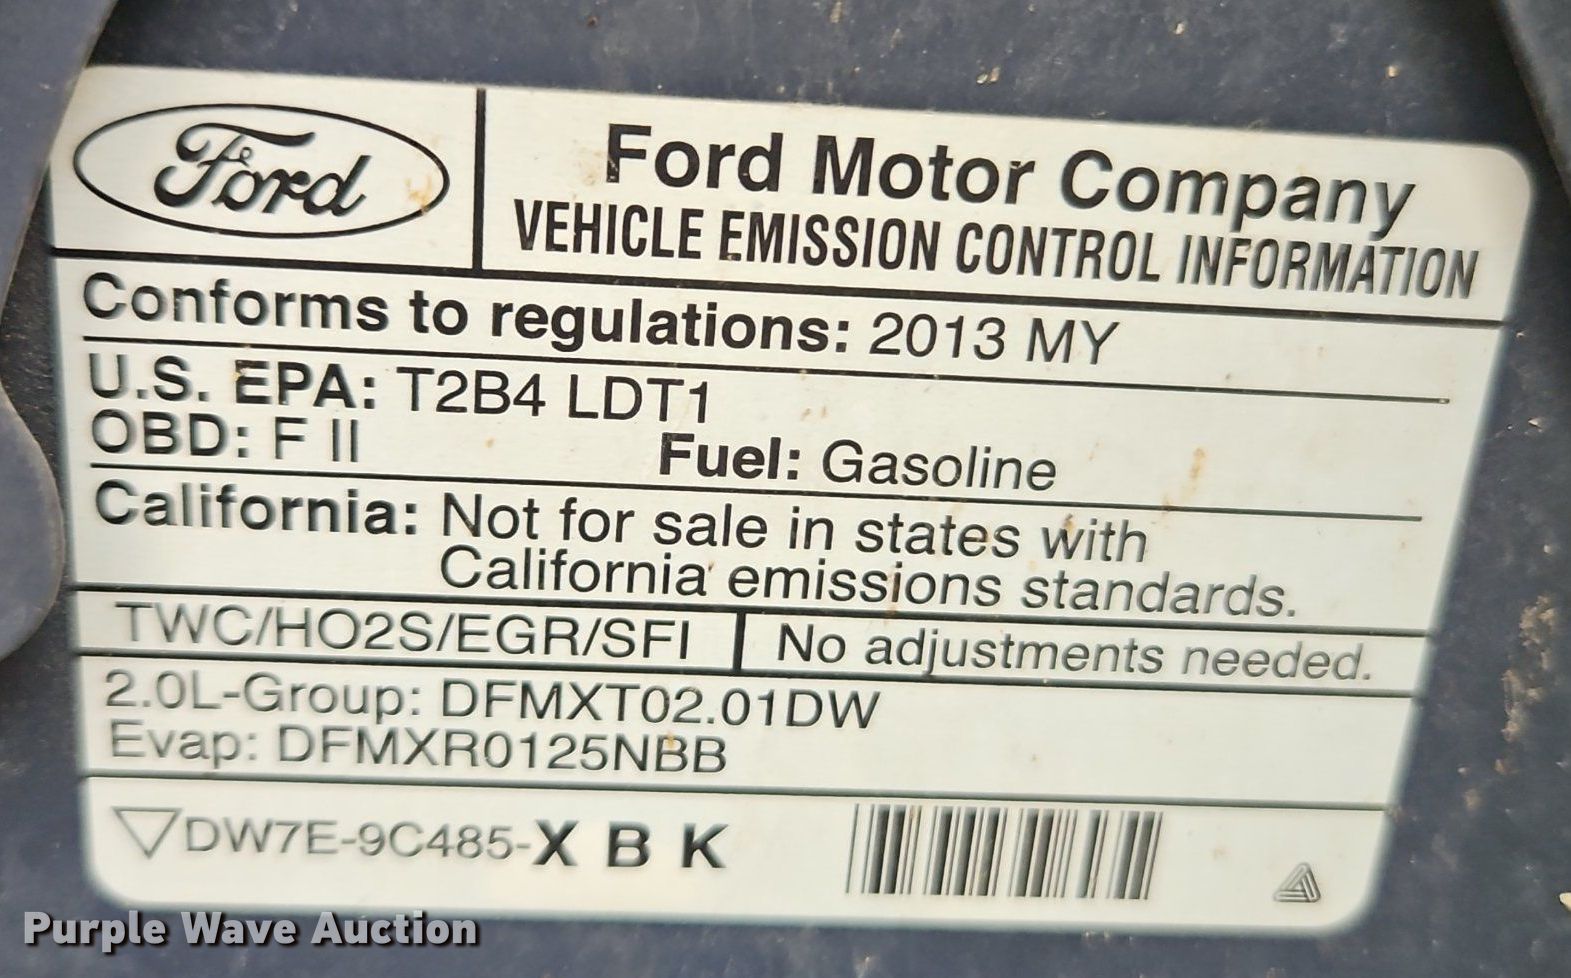 Ford
Ford Motor Company
VEHICLE EMISSION CONTROL INFORMATION
Conforms to regulations: 2013 MY
U.S. EPA: T2B4 LDT1
OBD: F II
Fuel: Gasoline
California: Not for sale in states with
California emissions standards.
TWC/HO2S/EGR/SFI
No adjustments needed.
2.0L-Group: DFMXT02.01DW
Evap: DFMXR0125NBB
DW7E-9C485-X B K
Purple Wave Auction